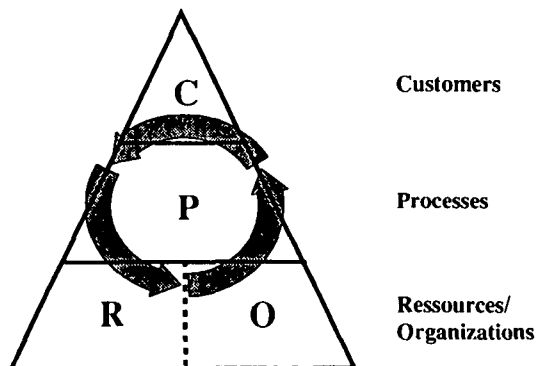 C
Customers
P
Processes
R
O
Ressources/
Organizations